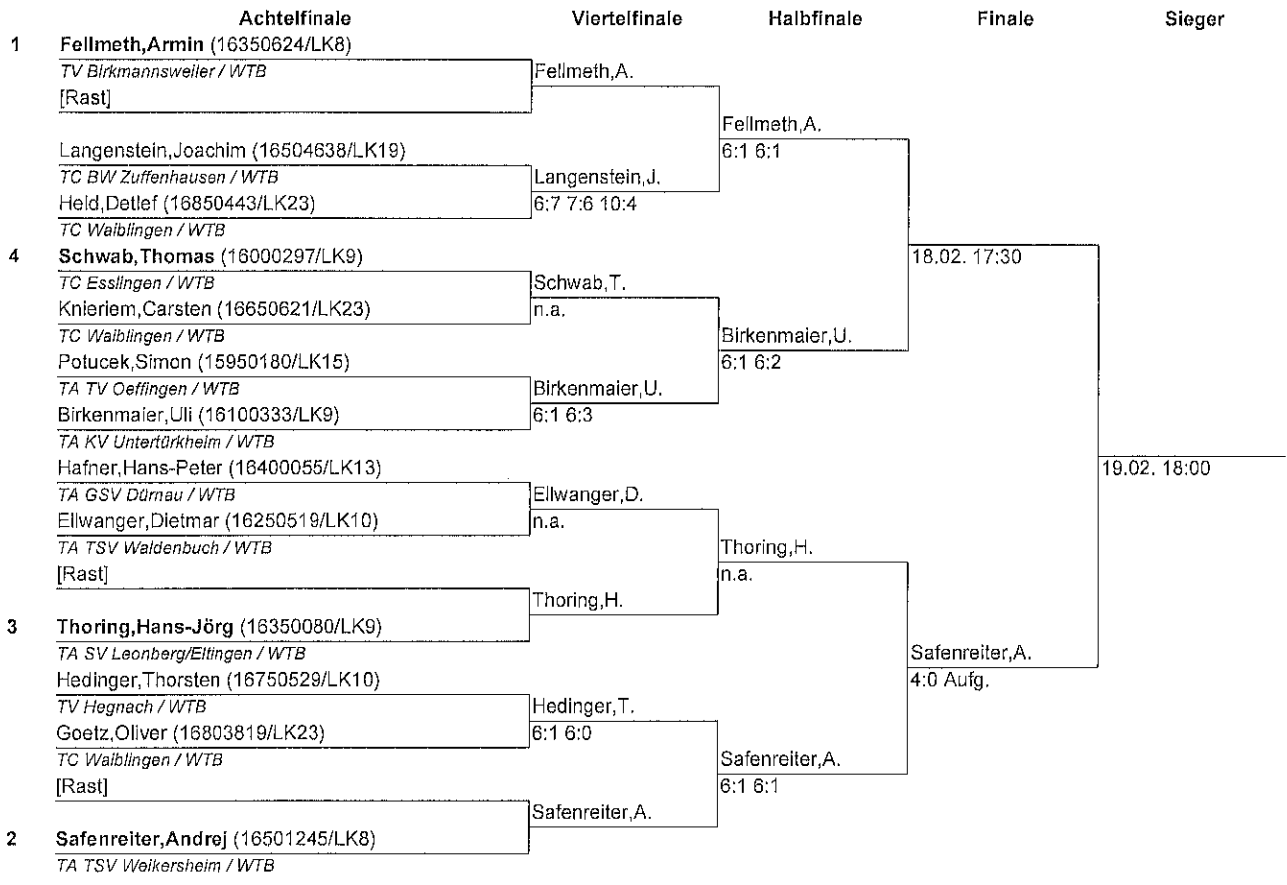 Achtelfinale Viertelfinale Halbfinale Finale Sieger
1 Fellmeth,Armin (16350624/LK8)
TV Birkmannsweiler / WTB
Fellmeth,A.
[Rast]
Fellmeth,A.
Langenstein,Joachim (16504638/LK19)
6:1 6:1
TC BW Zuffenhausen / WTB
Langenstein,J.
Held,Detlef (16850443/LK23)
6:7 7:6 10:4
TC Waiblingen / WTB
4 Schwab,Thomas (16000297/LK9)
18.02. 17:30
TC Esslingen / WTB
Schwab,T.
Knieriem,Carsten (16650621/LK23)
n.a.
TC Waiblingen / WTB
Birkenmaier,U.
Potucek,Simon (15950180/LK15)
6:1 6:2
TA TV Oeffingen / WTB
Birkenmaier,U.
Birkenmaier,Uli (16100333/LK9)
6:1 6:3
TA KV Untertürkheim / WTB
Hafner,Hans-Peter (16400055/LK13)
19.02. 18:00
TA GSV Dürnau / WTB
Ellwanger,D.
Ellwanger,Dietmar (16250519/LK10)
n.a.
TA TSV Waldenbuch / WTB
Thoring,H.
[Rast]
n.a.
Thoring,H.
3 Thoring,Hans-Jörg (16350080/LK9)
TA SV Leonberg/Eltingen / WTB
Safenreiter,A.
Hedinger,Thorsten (16750529/LK10)
4:0 Aufg.
TV Hegnach / WTB
Hedinger,T.
Goetz,Oliver (16803819/LK23)
6:1 6:0
TC Waiblingen / WTB
Safenreiter,A.
[Rast]
6:1 6:1
Safenreiter,A.
2 Safenreiter,Andrej (16501245/LK8)
TA TSV Weikersheim / WTB